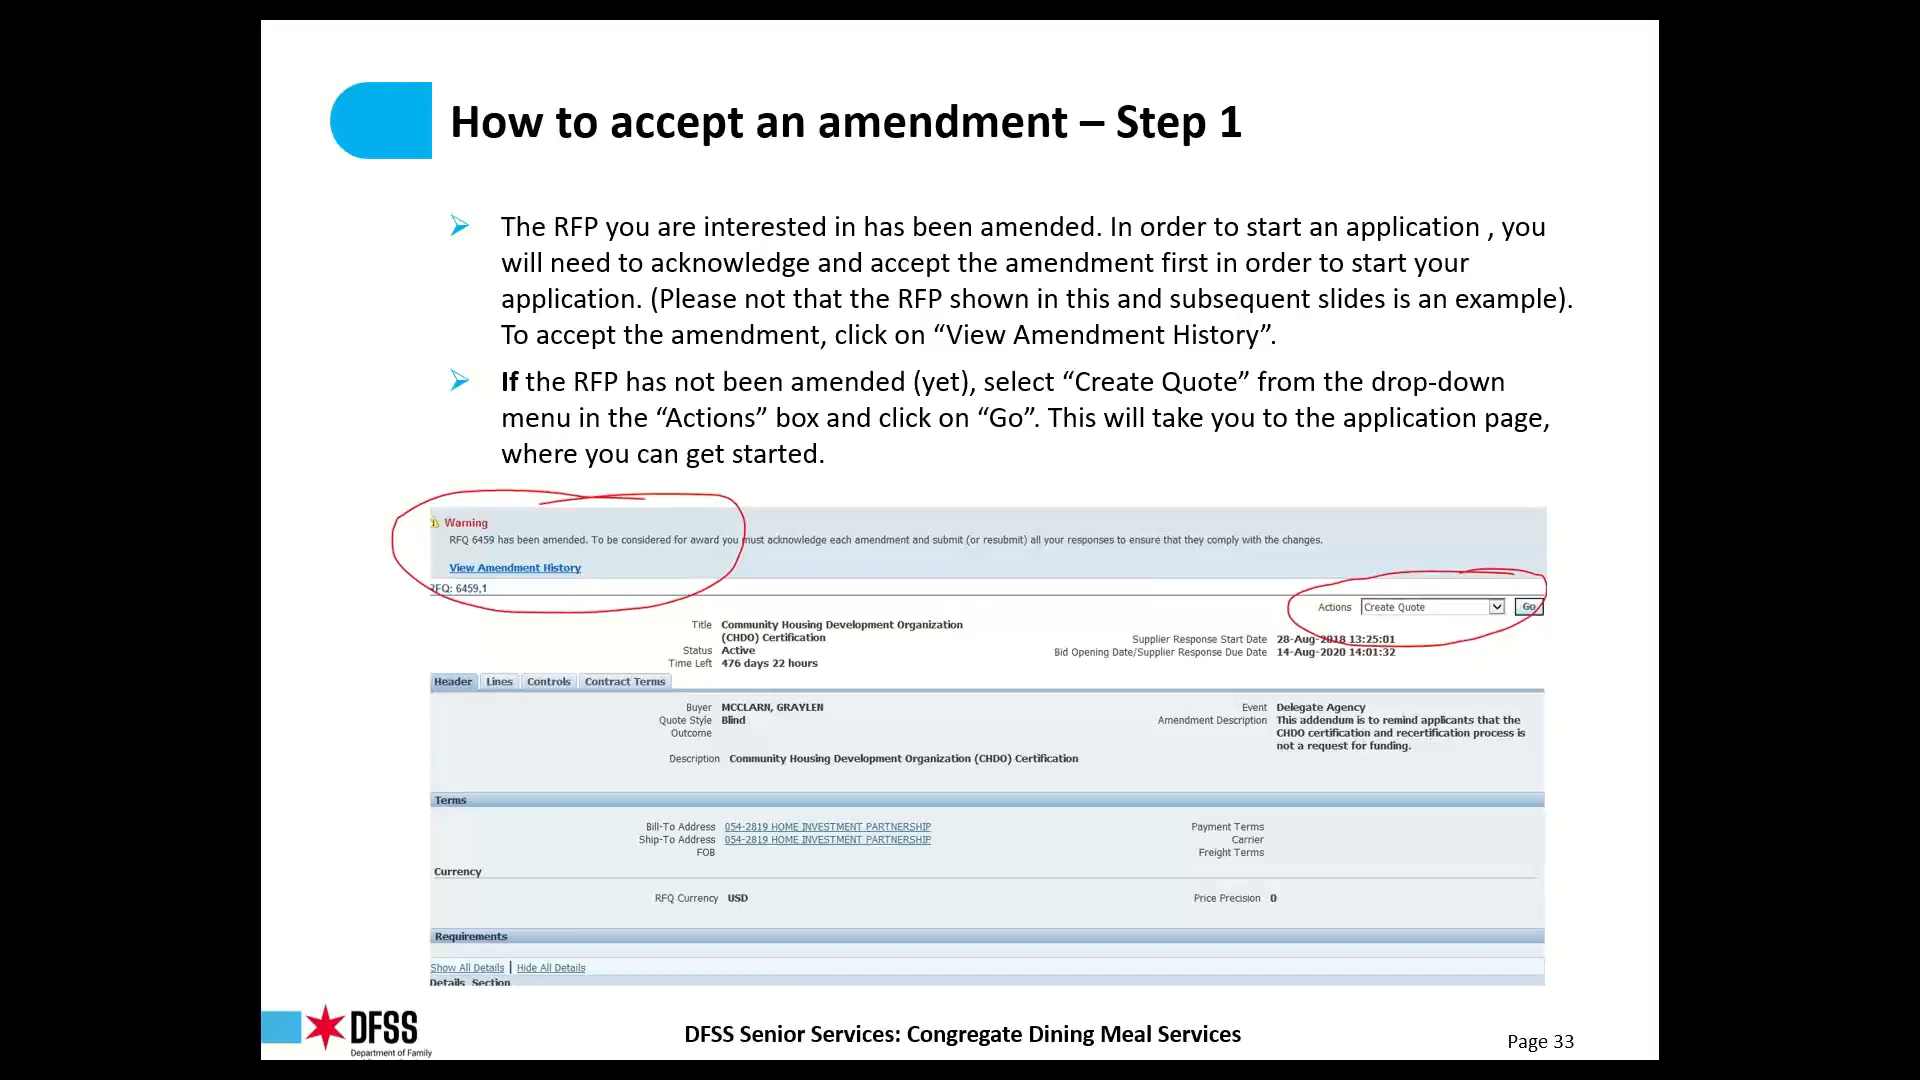 How to accept an amendment – Step 1
The RFP you are interested in has been amended. In order to start an application , you
will need to acknowledge and accept the amendment first in order to start your
application. (Please not that the RFP shown in this and subsequent slides is an example).
To accept the amendment, click on “View Amendment History”.
If the RFP has not been amended (yet), select “Create Quote” from the drop-down
menu in the “Actions” box and click on “Go”. This will take you to the application page,
where you can get started.
Warning
RFQ 6459 has been amended. To be considered for award you must acknowledge each amendment and submit (or resubmit) all your responses to ensure that they comply with the changes.
View Amendment History
RFQ: 6459,1
Actions Create Quote Go
Title Community Housing Development Organization
(CHDO) Certification
Status Active
Time Left 476 days 22 hours
Supplier Response Start Date 28-Aug-2018 13:25:01
Bid Opening Date/Supplier Response Due Date 14-Aug-2020 14:01:32
Header Lines Controls Contract Terms
Buyer MCCLARN, GRAYLEN
Quote Style Blind
Outcome
Description Community Housing Development Organization (CHDO) Certification
Event Delegate Agency
Amendment Description This addendum is to remind applicants that the
CHDO certification and recertification process is
not a request for funding.
Terms
Bill-To Address 054-2819 HOME INVESTMENT PARTNERSHIP
Ship-To Address 054-2819 HOME INVESTMENT PARTNERSHIP
FOB
Payment Terms
Carrier
Freight Terms
Currency
RFQ Currency USD
Price Precision 0
Requirements
Show All Details | Hide All Details
Details Section
DFSS
Department of Family
DFSS Senior Services: Congregate Dining Meal Services
Page 33